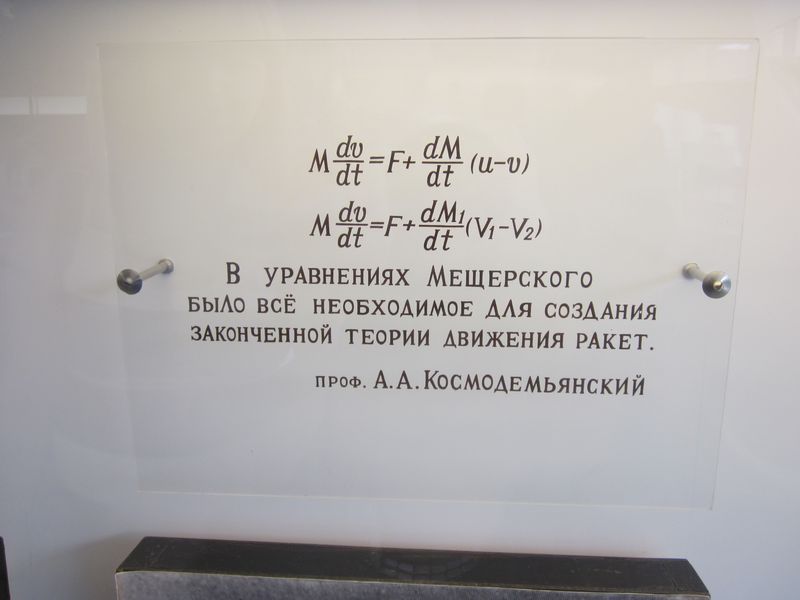 M dv/dt = F + dM/dt (u−v)
M dv/dt = F + dM₁/dt (V₁−V₂)
В УРАВНЕНИЯХ МЕЩЕРСКОГО
БЫЛО ВСЁ НЕОБХОДИМОЕ ДЛЯ СОЗДАНИЯ
ЗАКОНЧЕННОЙ ТЕОРИИ ДВИЖЕНИЯ РАКЕТ.
ПРОФ. А.А.КОСМОДЕМЬЯНСКИЙ